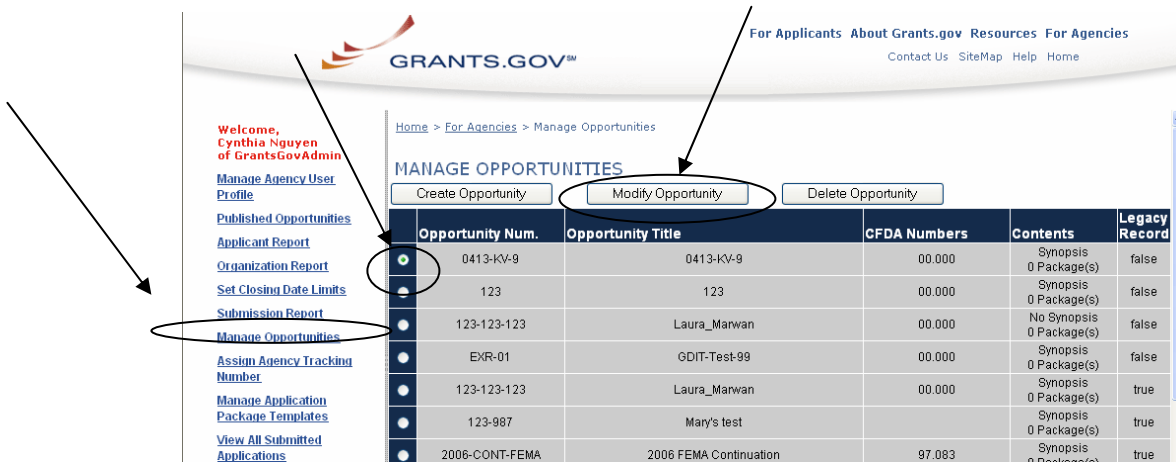 For Applicants About Grants.gov Resources For Agencies
GRANTS.GOV℠
Contact Us SiteMap Help Home
Welcome,
Cynthia Nguyen
of GrantsGovAdmin
Manage Agency User
Profile
Published Opportunities
Applicant Report
Organization Report
Set Closing Date Limits
Submission Report
Manage Opportunities
Assign Agency Tracking
Number
Manage Application
Package Templates
View All Submitted
Applications
Home > For Agencies > Manage Opportunities
MANAGE OPPORTUNITIES
Create Opportunity Modify Opportunity Delete Opportunity
Opportunity Num. Opportunity Title CFDA Numbers Contents Legacy Record
0413-KV-9 0413-KV-9 00.000 Synopsis 0 Package(s) false
123 123 00.000 Synopsis 0 Package(s) false
123-123-123 Laura_Marwan 00.000 No Synopsis 0 Package(s) false
EXR-01 GDIT-Test-99 00.000 Synopsis 0 Package(s) false
123-123-123 Laura_Marwan 00.000 Synopsis 0 Package(s) true
123-987 Mary's test Synopsis 0 Package(s) true
2006-CONT-FEMA 2006 FEMA Continuation 97.083 Synopsis 0 Package(s) true